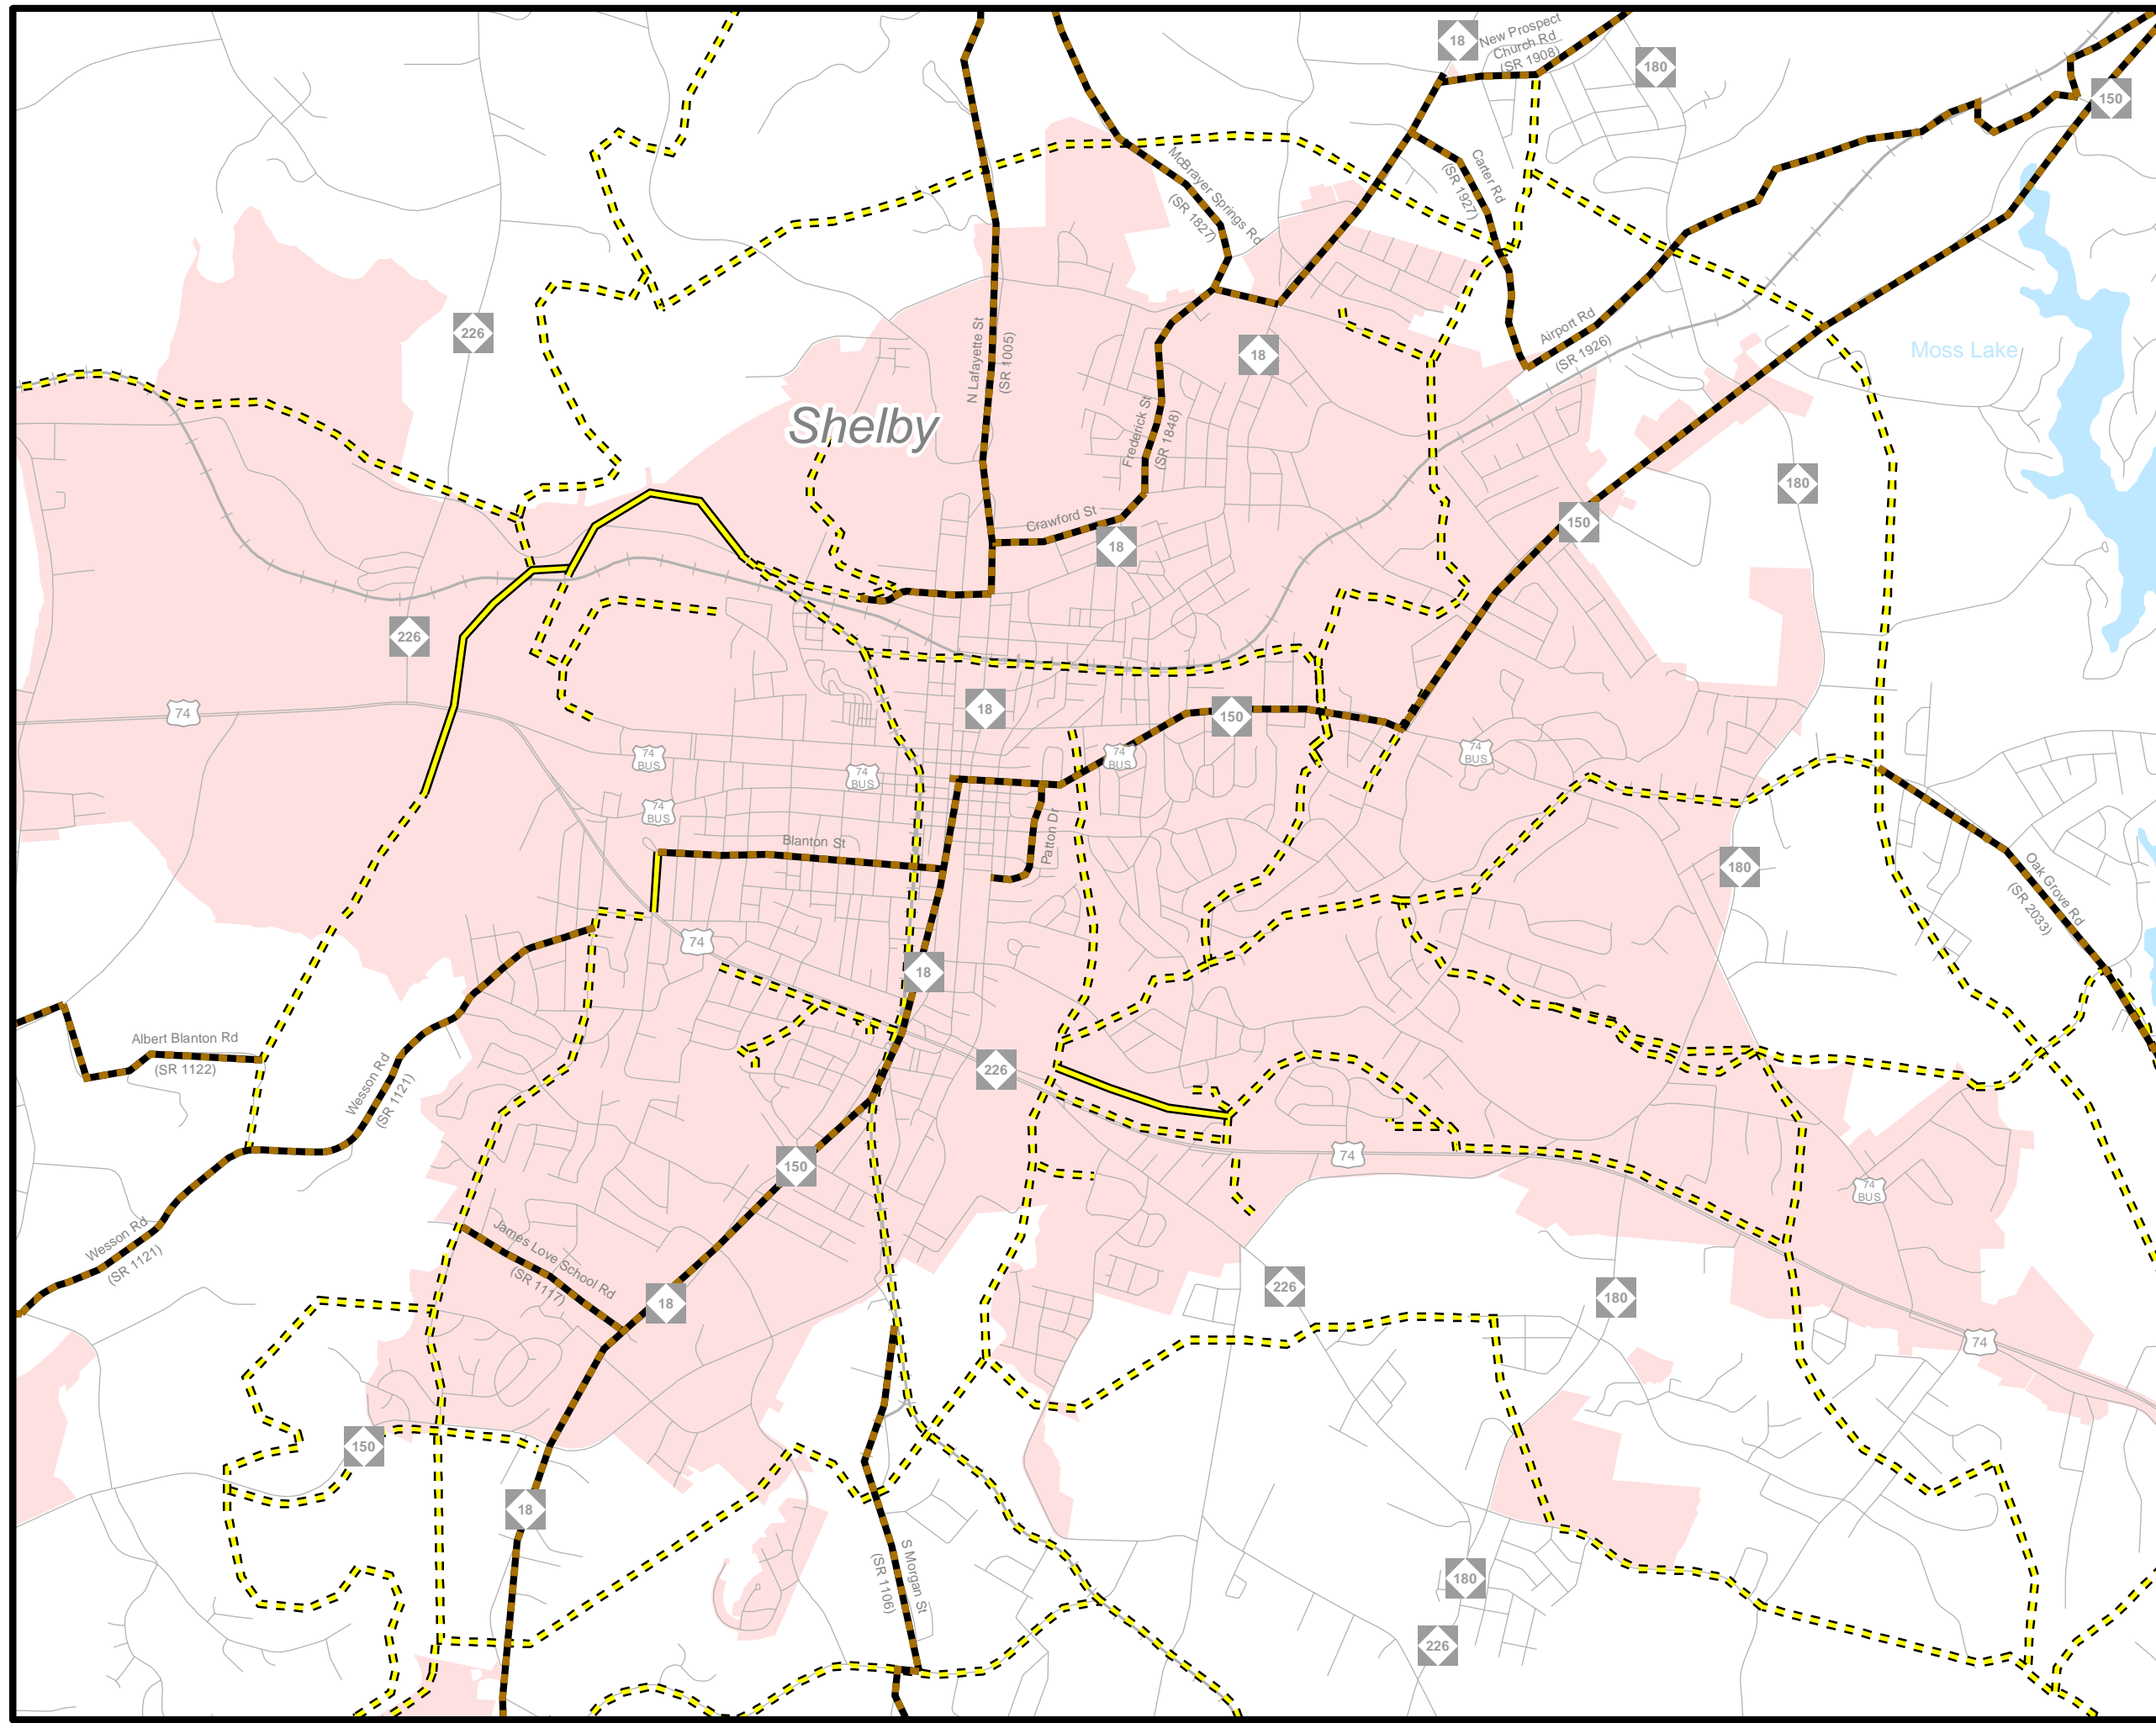 18
New Prospect
Church Rd
(SR 1908)
180
150
McBrayer Springs Rd
(SR 1827)
Carter Rd
(SR 1927)
226
N Lafayette St
(SR 1005)
18
Airport Rd
(SR 1926)
Moss Lake
Shelby
Frederick St
(SR 1848)
180
Crawford St
18
150
226
74
18
150
74
BUS
74
BUS
74
BUS
74
BUS
74
BUS
Blanton St
Patton Dr
180
Oak Grove Rd
(SR 2033)
74
18
Albert Blanton Rd
(SR 1122)
Wesson Rd
(SR 1121)
226
150
74
74
BUS
Wesson Rd
(SR 1121)
James Love School Rd
(SR 1117)
18
226
180
74
150
18
S Morgan St
(SR 1106)
180
226